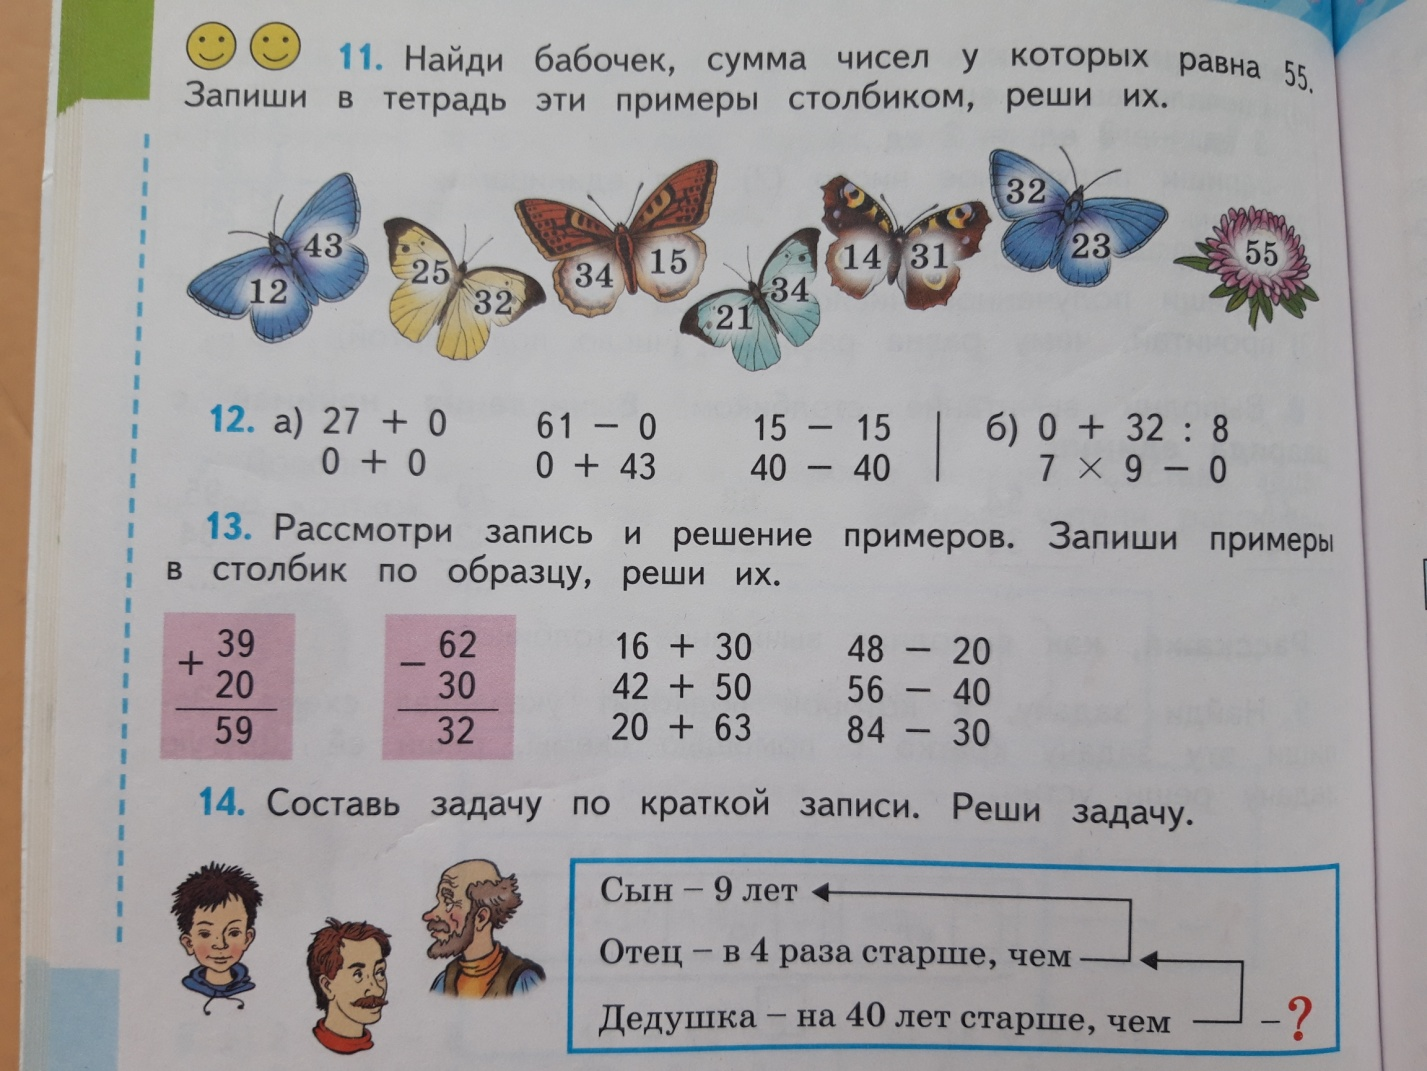 11. Найди бабочек, сумма чисел у которых равна 55.
Запиши в тетрадь эти примеры столбиком, реши их.
43
12
25
32
34
15
21
34
14
31
32
23
55
12. а) 27 + 0 61 − 0 15 − 15 б) 0 + 32 : 8
0 + 0 0 + 43 40 − 40 7 × 9 − 0
13. Рассмотри запись и решение примеров. Запиши примеры
в столбик по образцу, реши их.
+ 39
20
59
− 62
30
32
16 + 30 48 − 20
42 + 50 56 − 40
20 + 63 84 − 30
14. Составь задачу по краткой записи. Реши задачу.
Сын – 9 лет
Отец – в 4 раза старше, чем
Дедушка – на 40 лет старше, чем – ?